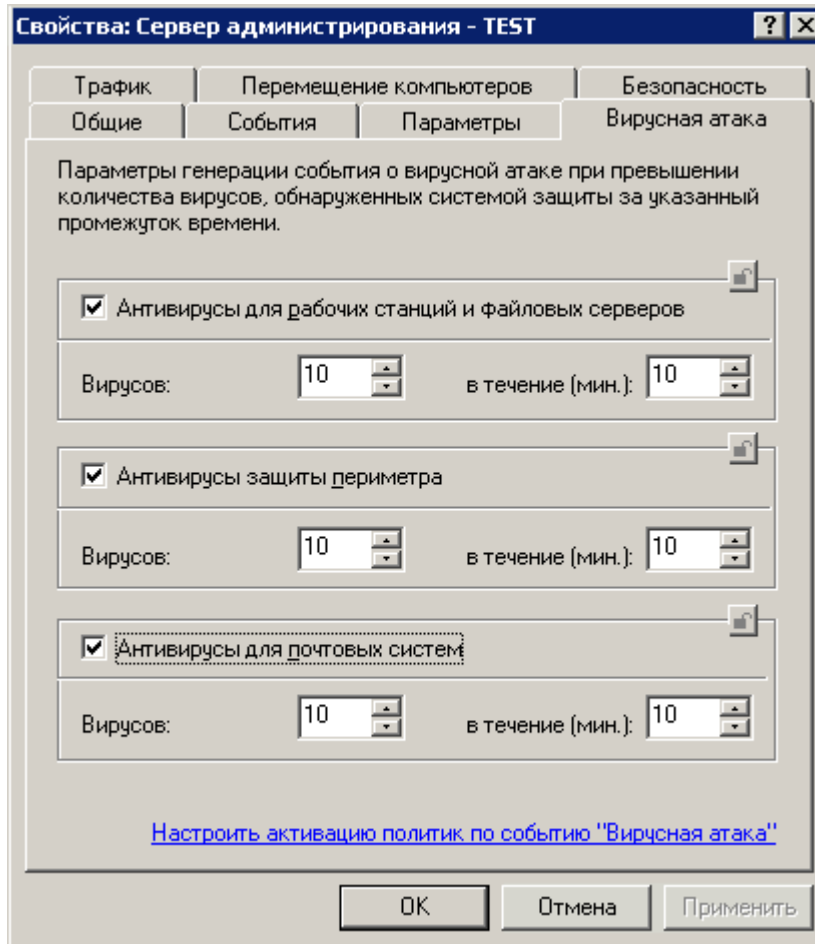 Свойства: Сервер администрирования - TEST
Трафик Перемещение компьютеров Безопасность
Общие События Параметры Вирусная атака
Параметры генерации события о вирусной атаке при превышении
количества вирусов, обнаруженных системой защиты за указанный
промежуток времени.
Антивирусы для рабочих станций и файловых серверов
Вирусов: 10 в течение (мин.): 10
Антивирусы защиты периметра
Вирусов: 10 в течение (мин.): 10
Антивирусы для почтовых систем
Вирусов: 10 в течение (мин.): 10
Настроить активацию политик по событию "Вирусная атака"
OK Отмена Применить